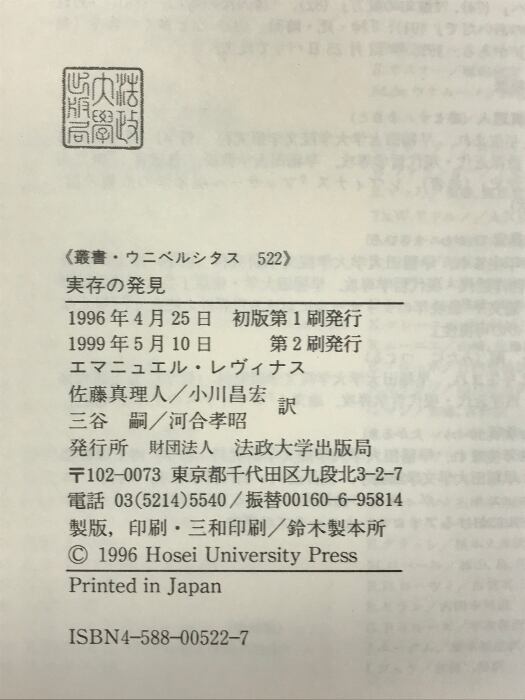 法政
大學
出版局
《叢書・ウニベルシタス 522》
実存の発見
1996年4月25日 初版第1刷発行
1999年5月10日 第2刷発行
エマニュエル・レヴィナス
佐藤真理人／小川昌宏 訳
三谷 嗣／河合孝昭
発行所 財団法人 法政大学出版局
〒102-0073 東京都千代田区九段北3-2-7
電話 03(5214)5540／振替00160-6-95814
製版，印刷・三和印刷／鈴木製本所
© 1996 Hosei University Press
Printed in Japan
ISBN4-588-00522-7